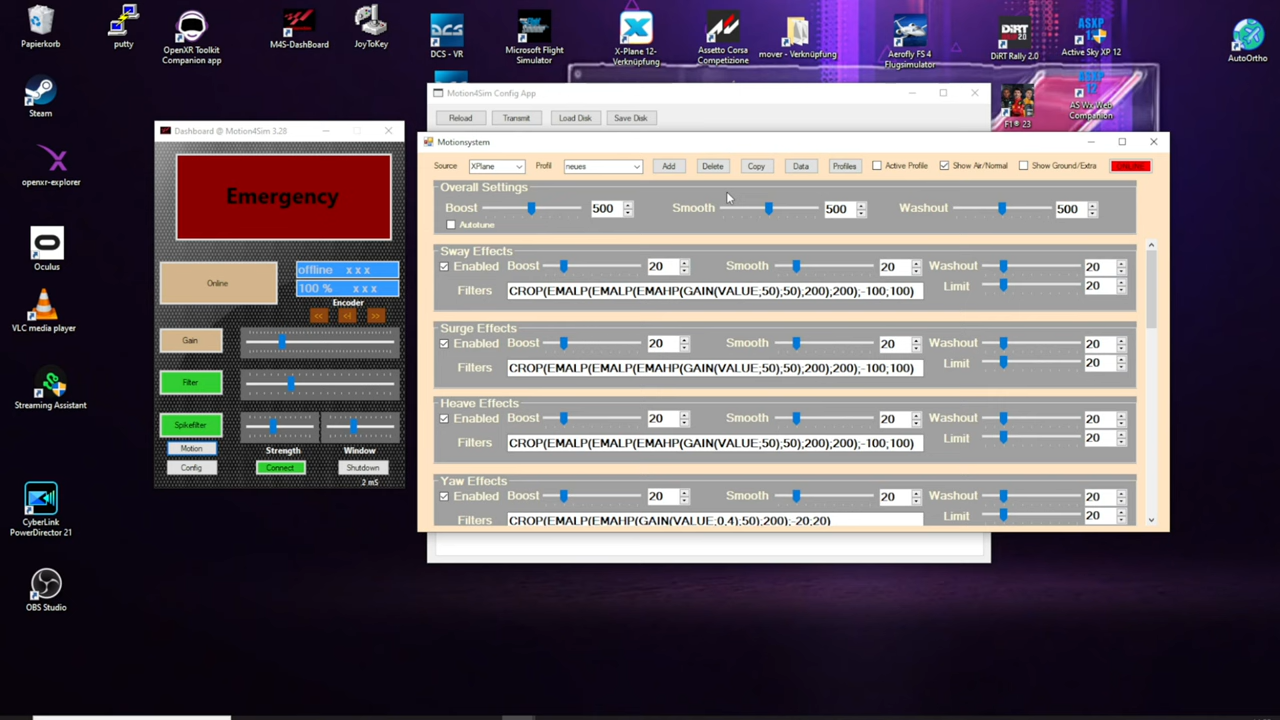 Papierkorb
putty
OpenXR Toolkit
Companion app
M4S-DashBoard
JoyToKey
DCS - VR
Microsoft Flight
Simulator
X-Plane 12-
Verknüpfung
Assetto Corsa
Competizione
mover - Verknüpfung
Aerofly FS 4
Flugsimulator
DiRT Rally 2.0
ASXP
12
Active Sky XP 12
AutoOrtho
Steam
openxr-explorer
Oculus
VLC media player
Streaming Assistant
CyberLink
PowerDirector 21
OBS Studio
F1® 23
ASXP
12
AS Wx Web
Companion
Motion4Sim Config App
Reload
Transmit
Load Disk
Save Disk
Dashboard @ Motion4Sim 3.28
Emergency
Online
offline x x x
100 % x x x
Encoder
<<
<<
>>
Gain
Filter
Spikefilter
Motion
Strength
Window
Config
Connect
Shutdown
2 mS
Motionsystem
Source
XPlane
Profil
neues
Add
Delete
Copy
Data
Profiles
Active Profile
Show Air/Normal
Show Ground/Extra
Overall Settings
Boost 500
Smooth 500
Washout 500
Autotune
Sway Effects
Enabled Boost 20 Smooth 20 Washout 20
Filters CROP(EMALP(EMALP(EMAHP(GAIN(VALUE;50);50);200);200);-100;100) Limit 20
Surge Effects
Enabled Boost 20 Smooth 20 Washout 20
Filters CROP(EMALP(EMALP(EMAHP(GAIN(VALUE;50);50);200);200);-100;100) Limit 20
Heave Effects
Enabled Boost 20 Smooth 20 Washout 20
Filters CROP(EMALP(EMALP(EMAHP(GAIN(VALUE;50);50);200);200);-100;100) Limit 20
Yaw Effects
Enabled Boost 20 Smooth 20 Washout 20
Filters CROP(EMALP(EMAHP(GAIN(VALUE;0,4);50);200);-20;20) Limit 20